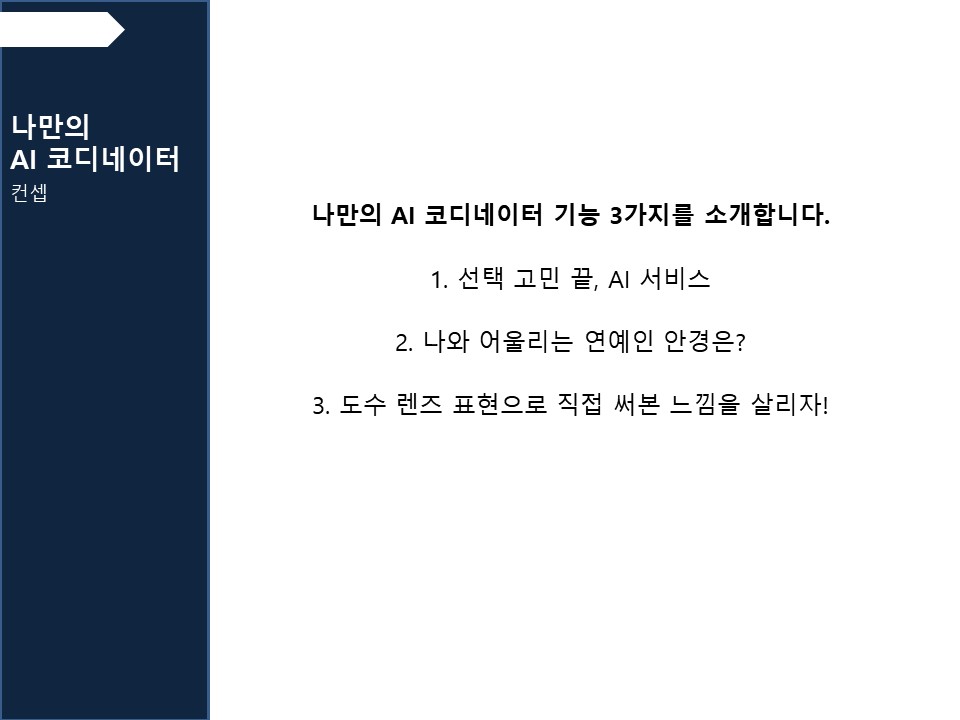 나만의
AI 코디네이터
컨셉
나만의 AI 코디네이터 기능 3가지를 소개합니다.
1. 선택 고민 끝, AI 서비스
2. 나와 어울리는 연예인 안경은?
3. 도수 렌즈 표현으로 직접 써본 느낌을 살리자!